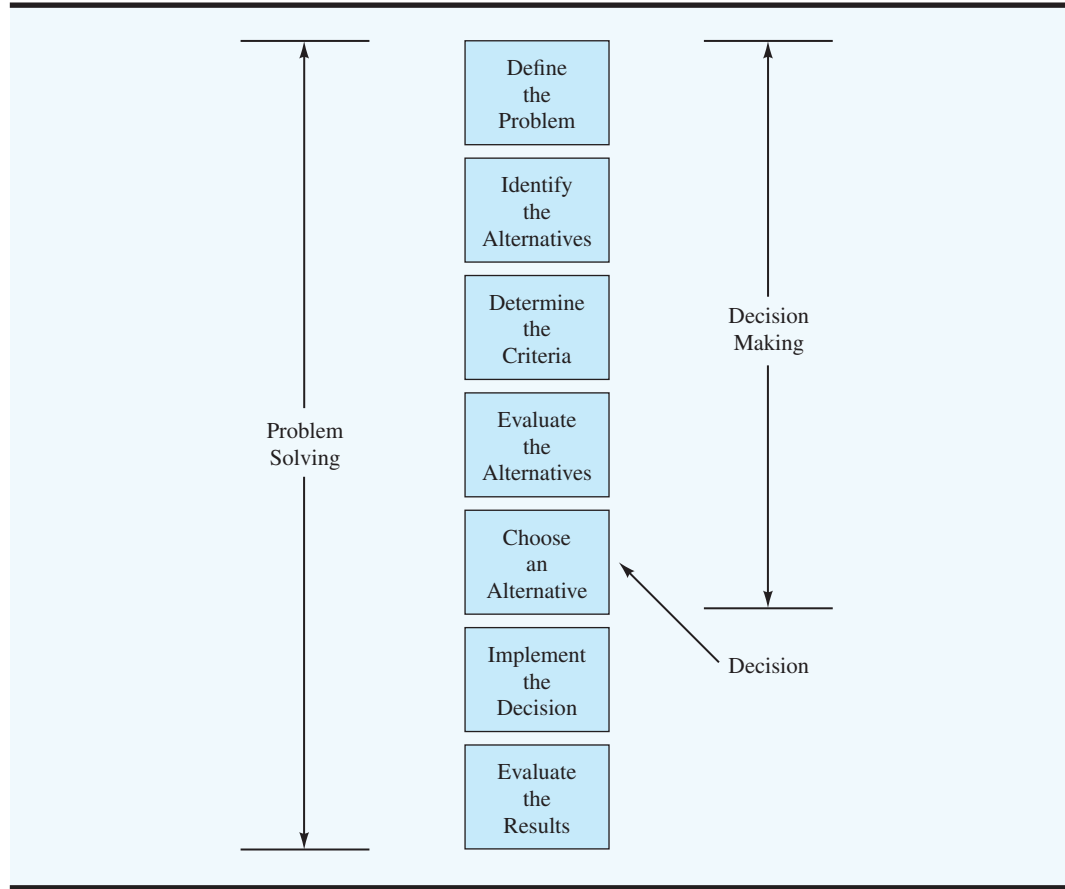 Define
the
Problem
Identify
the
Alternatives
Determine
the
Criteria
Decision
Making
Evaluate
the
Alternatives
Problem
Solving
Choose
an
Alternative
Implement
the
Decision
Decision
Evaluate
the
Results